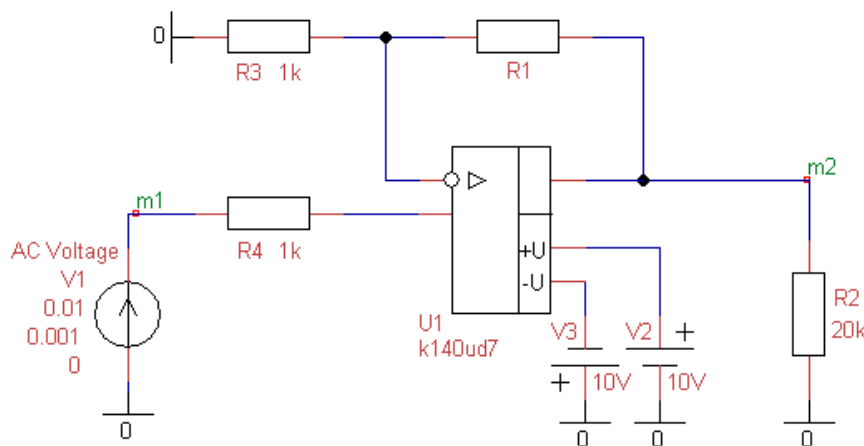 0
R3 1k
R1
m1
m2
R4 1k
AC Voltage
V1
0.01
0.001
0
+U
-U
U1
k140ud7
V3
V2
+
+
10V
10V
R2
20k
0
0
0
0